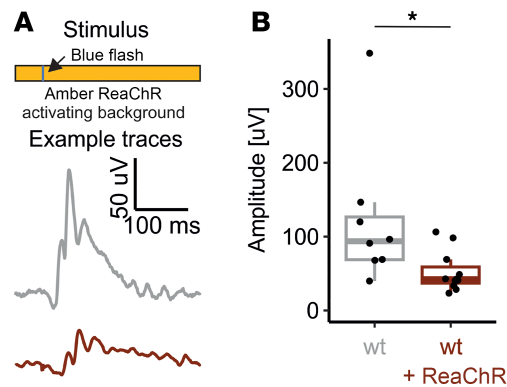 A
Stimulus
Blue flash
Amber ReaChR
activating background
Example traces
50 uV
100 ms
B
*
Amplitude [uV]
300
200
100
0
wt
wt
+ ReaChR